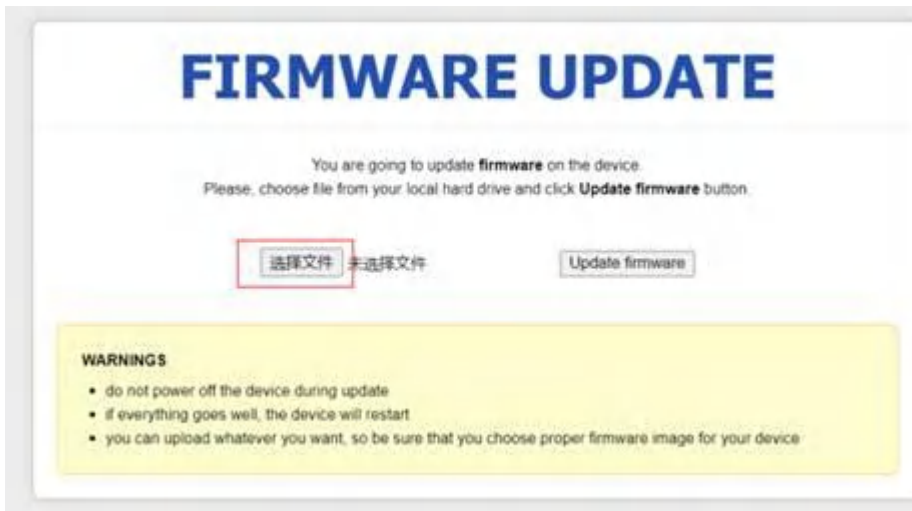 FIRMWARE UPDATE
You are going to update firmware on the device.
Please, choose file from your local hard drive and click Update firmware button.
选择文件 未选择文件 Update firmware
WARNINGS
• do not power off the device during update
• if everything goes well, the device will restart
• you can upload whatever you want, so be sure that you choose proper firmware image for your device